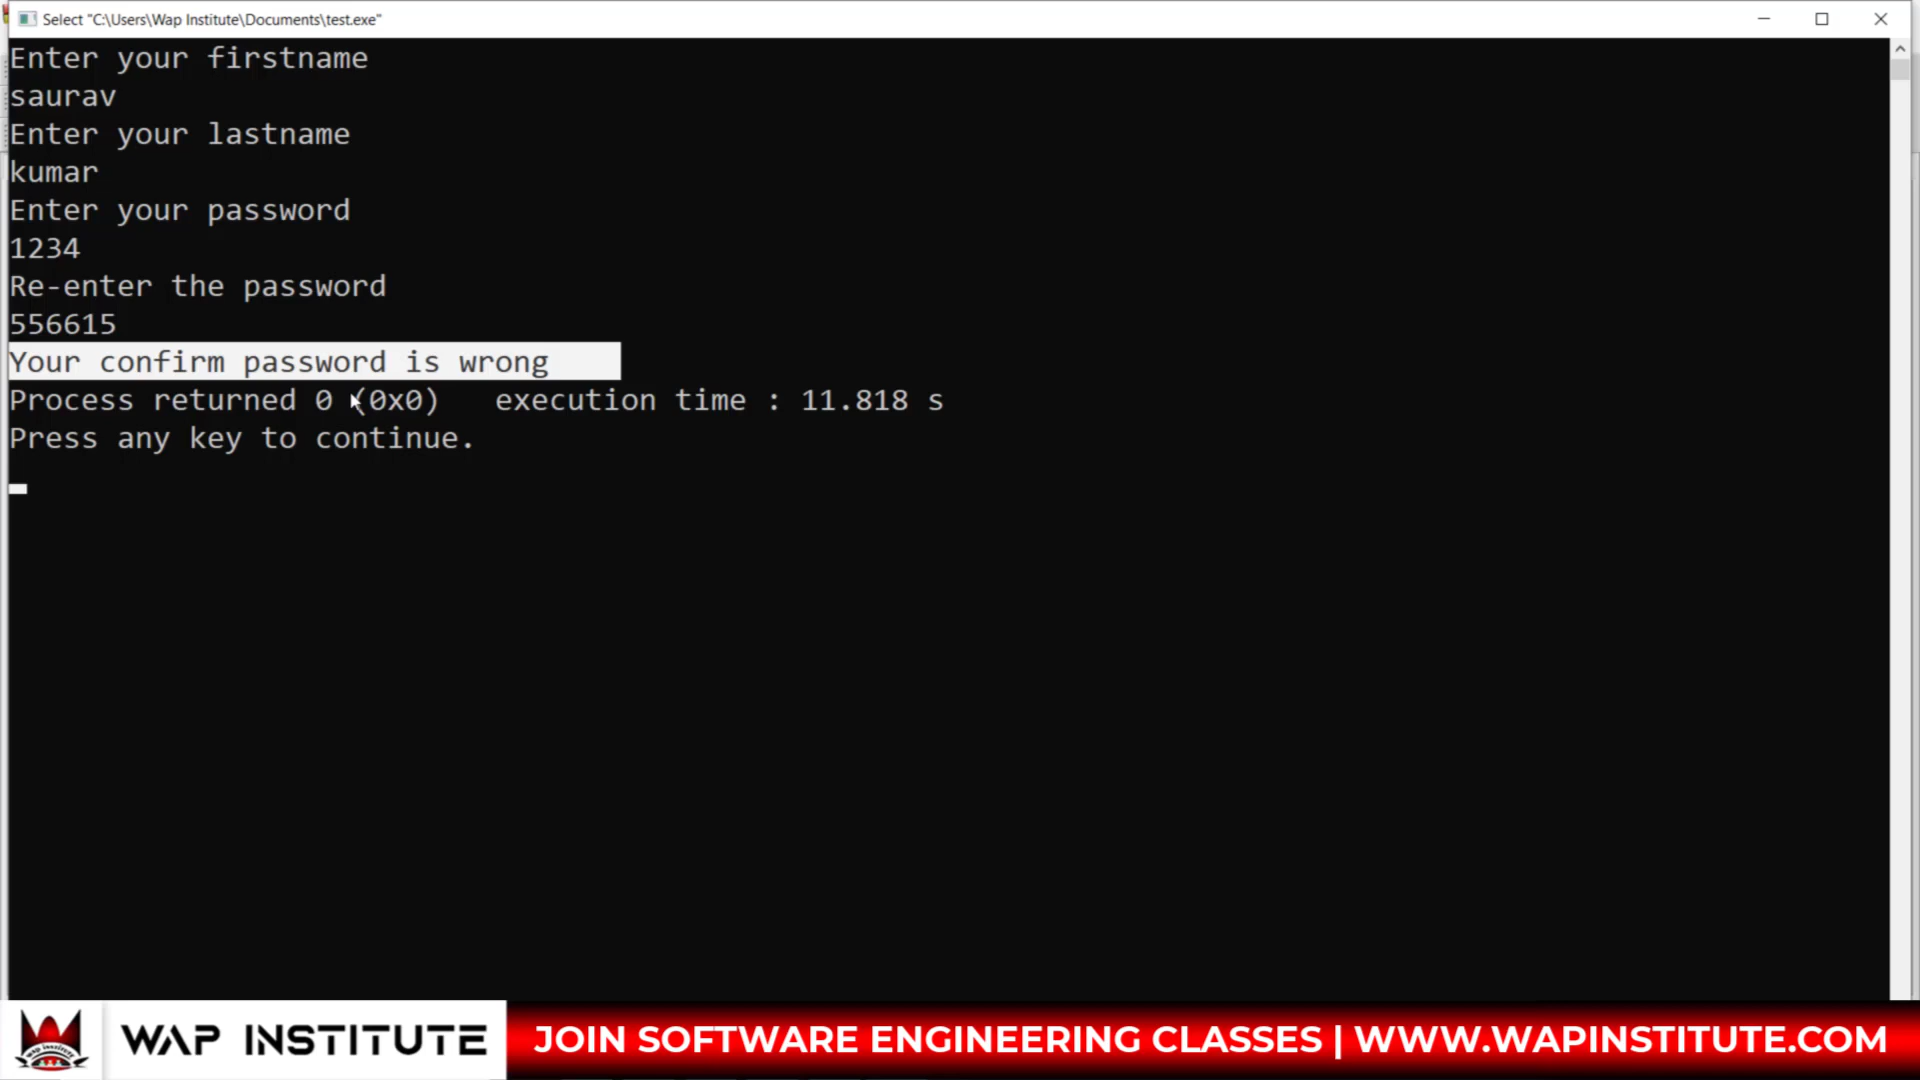 Select "C:\Users\Wap Institute\Documents\test.exe"
Enter your firstname
saurav
Enter your lastname
kumar
Enter your password
1234
Re-enter the password
556615
Your confirm password is wrong
Process returned 0 (0x0)   execution time : 11.818 s
Press any key to continue.
wap institute
WAP INSTITUTE
JOIN SOFTWARE ENGINEERING CLASSES | WWW.WAPINSTITUTE.COM